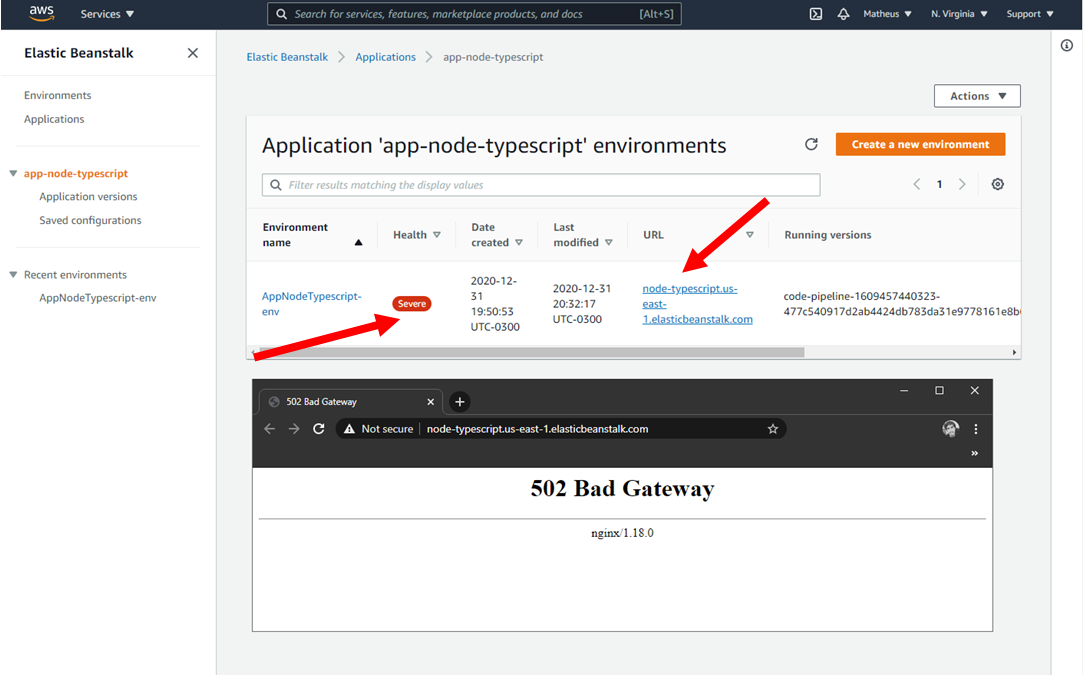 aws
Services ▼
Search for services, features, marketplace products, and docs [Alt+S]
Matheus ▼
N. Virginia ▼
Support ▼
Elastic Beanstalk
Environments
Applications
app-node-typescript
Application versions
Saved configurations
Recent environments
AppNodeTypescript-env
Elastic Beanstalk > Applications > app-node-typescript
Actions ▼
Application 'app-node-typescript' environments
Create a new environment
Filter results matching the display values
1
Environment
name
Health
Date
created
Last
modified
URL
Running versions
AppNodeTypescript-
env
Severe
2020-12-
31
19:50:53
UTC-0300
2020-12-31
20:32:17
UTC-0300
node-typescript.us-
east-
1.elasticbeanstalk.com
code-pipeline-1609457440323-
477c540917d2ab4424db783da31e9778161e8b
502 Bad Gateway
Not secure | node-typescript.us-east-1.elasticbeanstalk.com
502 Bad Gateway
nginx/1.18.0